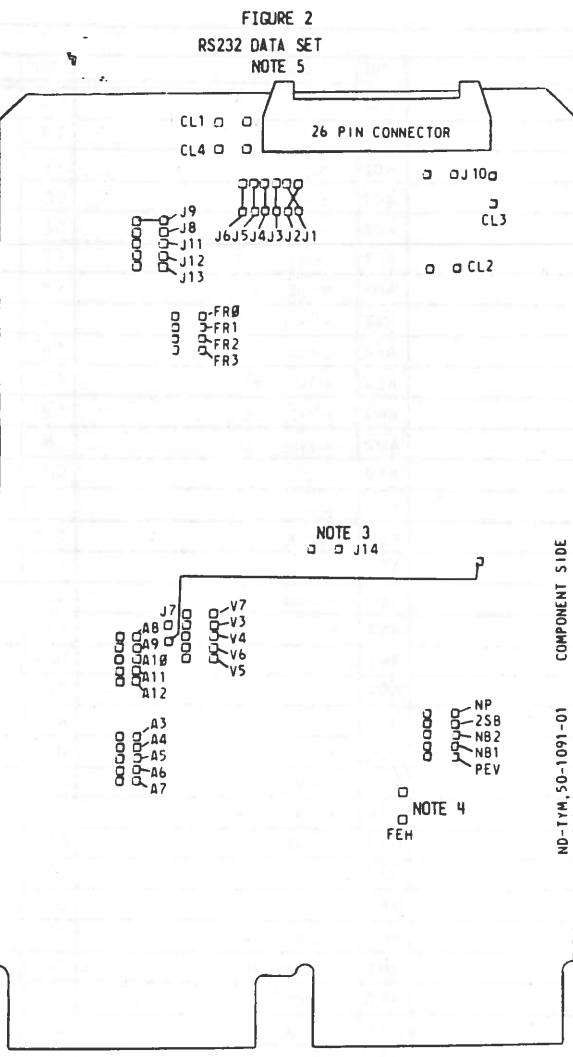 FIGURE 2
RS232 DATA SET
NOTE 5
CL1
26 PIN CONNECTOR
CL4
J10
CL3
J9
J8
J11
J12
J13
J6J5J4J3J2J1
CL2
FRØ
FR1
FR2
FR3
NOTE 3
J14
COMPONENT SIDE
J7
V7
V3
V4
V6
V5
A8
A9
A1Ø
A11
A12
A3
A4
A5
A6
A7
NP
2SB
NB2
NB1
PEV
NOTE 4
FEH
ND-TYM,50-1091-01